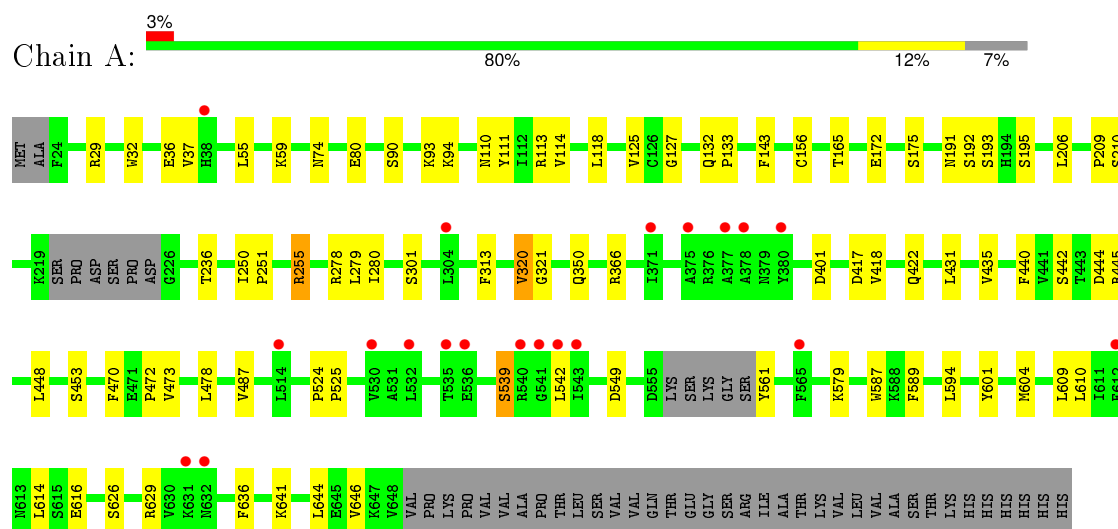 3%
Chain A:
80% 12% 7%
MET ALA F24 R29 W32 E36 V37 H38 L55 K59 N74 E80 S90 K93 K94 N110 Y111 I112 R113 V114 L118 V125 C126 G127 Q132 P133 F143 C156 T165 E172 S175 N191 S192 S193 H194 S195 L206 P209 S210
K219 SER PRO ASP SER PRO ASP G226 T236 I250 P251 R255 R278 L279 I280 S301 L304 F313 V320 G321 Q350 R366 I371 A375 R376 A377 A378 N379 Y380 D401 D417 V418 Q422 L431 V435 F440 V441 S442 T443 D444
L448 S453 F470 E471 P472 V473 L478 V487 L514 P524 P525 V530 A531 L532 T535 E536 S539 R540 G541 L542 I543 D549 D555 LYS SER LYS GLY SER Y561 F565 K579 W587 K588 F589 L594 Y601 M604 L609 L610 I611
N613 L614 S615 E616 S626 R629 V630 K631 N632 F636 K641 L644 E645 V646 K647 V648 VAL PRO LYS PRO VAL VAL ALA PRO THR LEU SER VAL VAL GLN THR GLU GLY SER ARG ILE ALA THR LYS VAL LEU VAL ALA ALA SER THR LYS HIS HIS HIS HIS HIS HIS